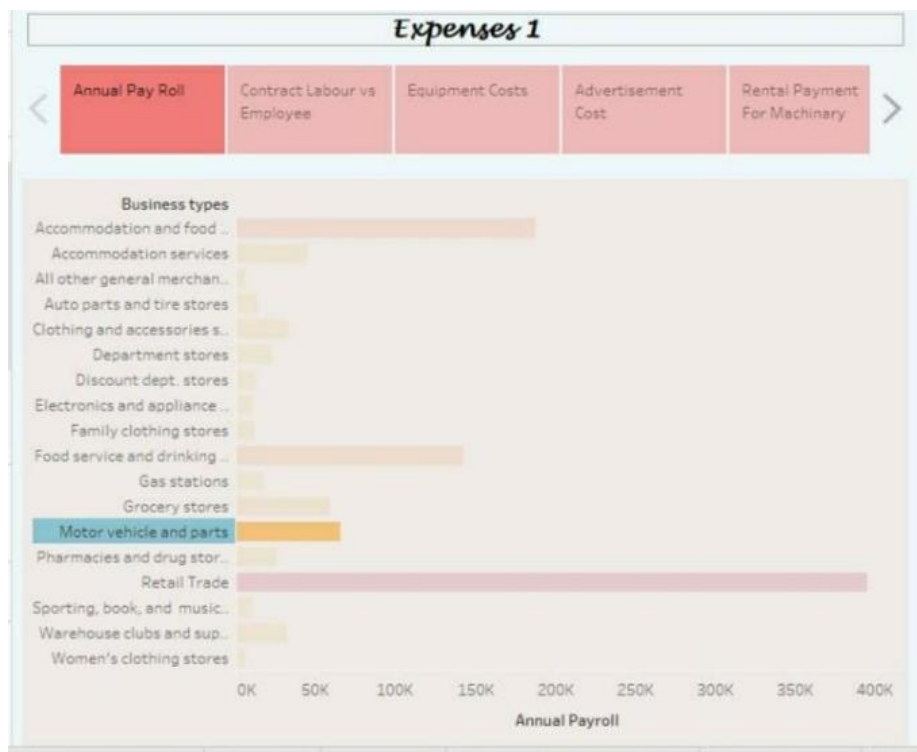 Expenses 1
Annual Pay Roll
Contract Labour vs
Employee
Equipment Costs
Advertisement
Cost
Rental Payment
For Machinary
Business types
Accommodation and food ..
Accommodation services
All other general merchan..
Auto parts and tire stores
Clothing and accessories s..
Department stores
Discount dept. stores
Electronics and appliance ..
Family clothing stores
Food service and drinking ..
Gas stations
Grocery stores
Motor vehicle and parts
Pharmacies and drug stor..
Retail Trade
Sporting, book, and music..
Warehouse clubs and sup..
Women's clothing stores
0K 50K 100K 150K 200K 250K 300K 350K 400K
Annual Payroll